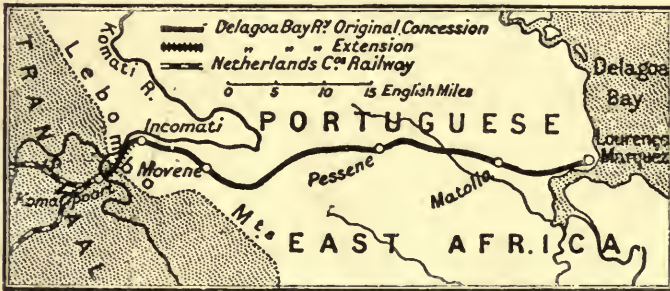 Delagoa Bay Ry. Original Concession
" " " Extension
Netherlands Cos. Railway
0 5 10 15 English Miles
Komati R.
Lebombo
Mts
TRANSVAAL
Delagoa
Bay
Incomati
PORTUGUESE
Lourenço
Marquez
Movene
Pessene
Matolla
Komatipoort
EAST AFRICA